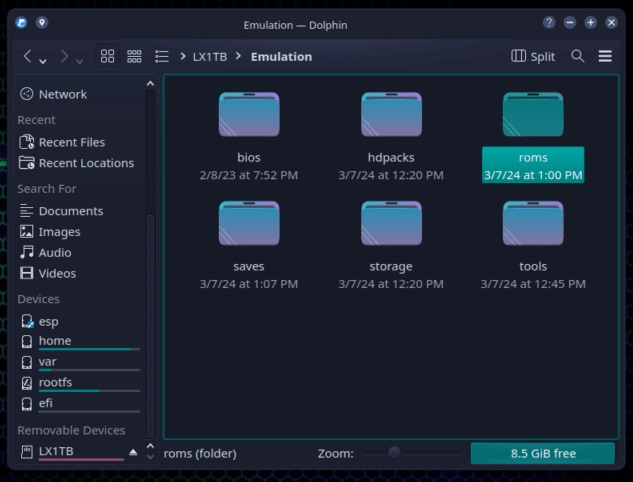 Emulation — Dolphin
LX1TB
Emulation
Split
Network
Recent
Recent Files
Recent Locations
Search For
Documents
Images
Audio
Videos
Devices
esp
home
var
rootfs
efi
Removable Devices
LX1TB
bios
2/8/23 at 7:52 PM
hdpacks
3/7/24 at 12:20 PM
roms
3/7/24 at 1:00 PM
saves
3/7/24 at 1:07 PM
storage
3/7/24 at 12:20 PM
tools
3/7/24 at 12:45 PM
roms (folder)
Zoom:
8.5 GiB free